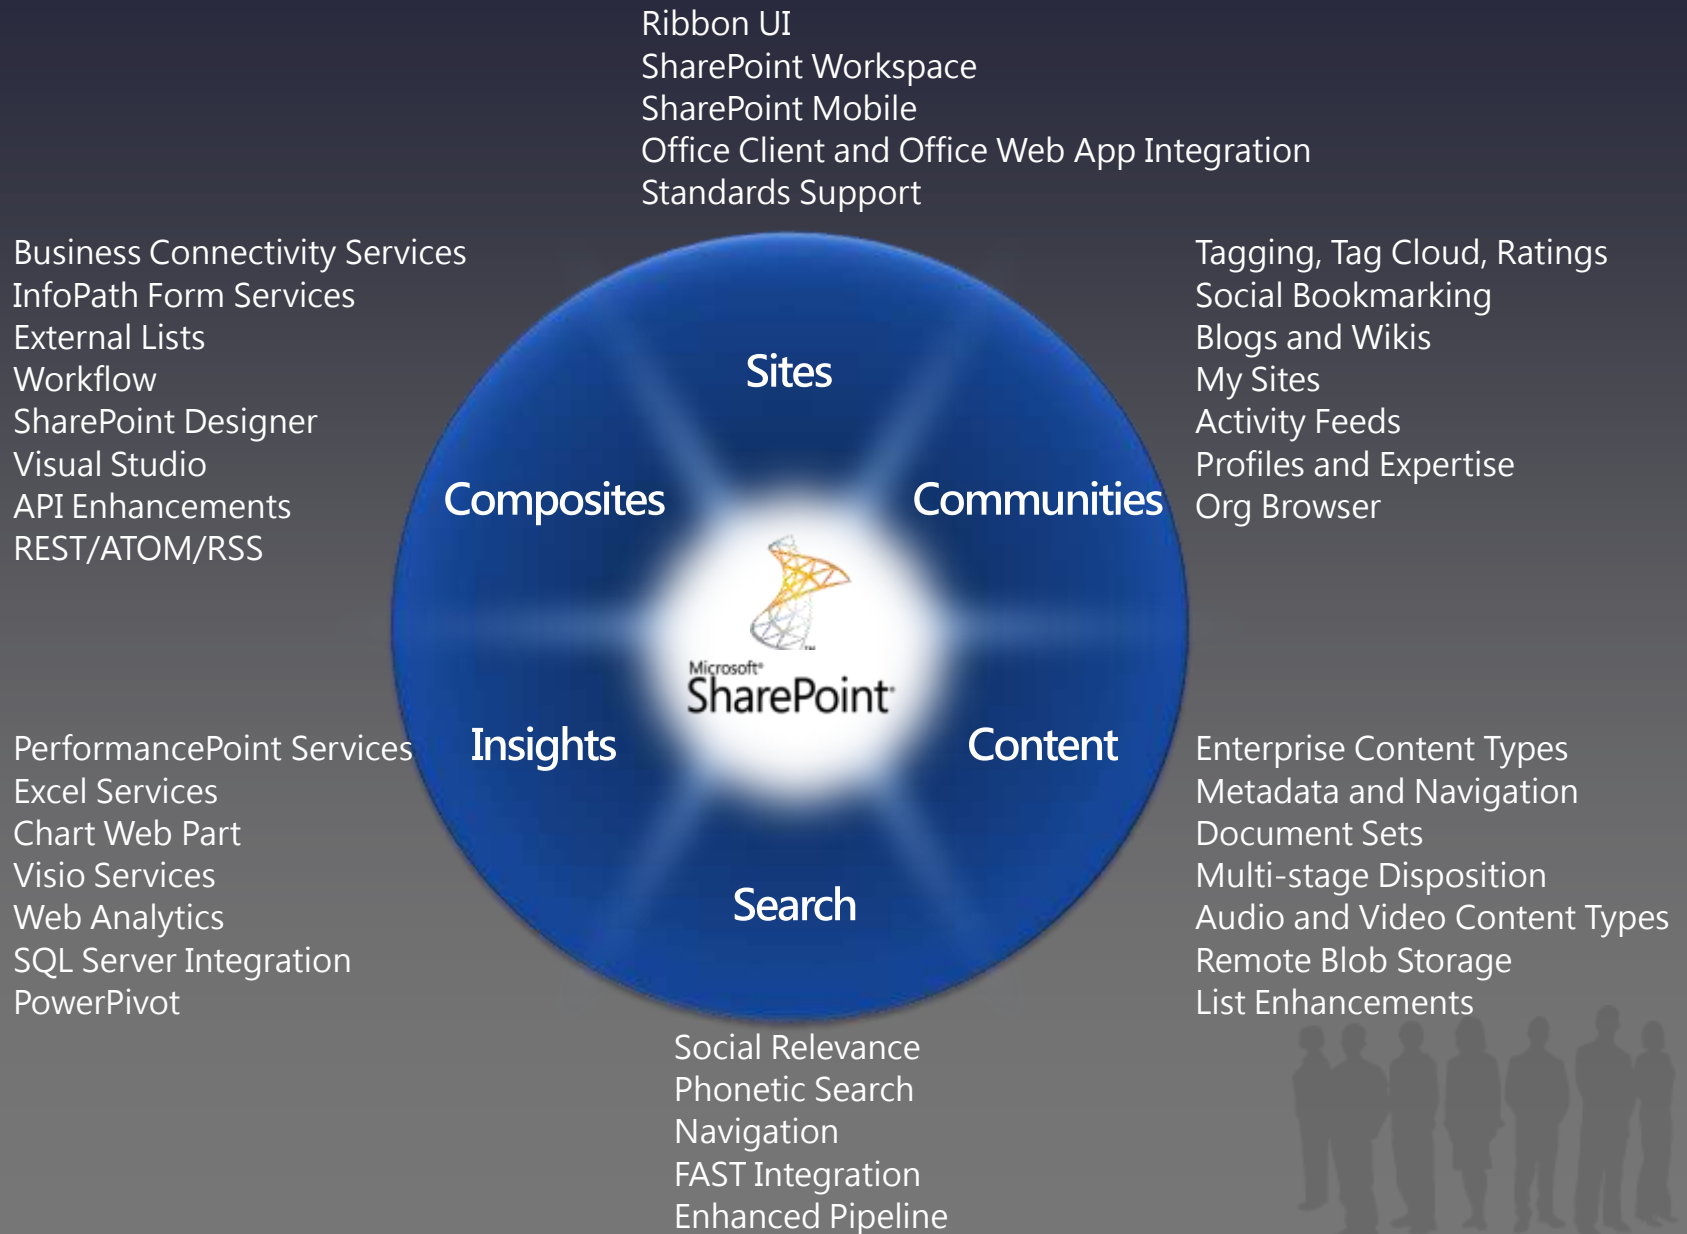 Ribbon UI
SharePoint Workspace
SharePoint Mobile
Office Client and Office Web App Integration
Standards Support
Business Connectivity Services
InfoPath Form Services
External Lists
Workflow
SharePoint Designer
Visual Studio
API Enhancements
REST/ATOM/RSS
Tagging, Tag Cloud, Ratings
Social Bookmarking
Blogs and Wikis
My Sites
Activity Feeds
Profiles and Expertise
Org Browser
Sites
Composites
Communities
™
Microsoft®
SharePoint®
Insights
Content
Search
PerformancePoint Services
Excel Services
Chart Web Part
Visio Services
Web Analytics
SQL Server Integration
PowerPivot
Enterprise Content Types
Metadata and Navigation
Document Sets
Multi-stage Disposition
Audio and Video Content Types
Remote Blob Storage
List Enhancements
Social Relevance
Phonetic Search
Navigation
FAST Integration
Enhanced Pipeline